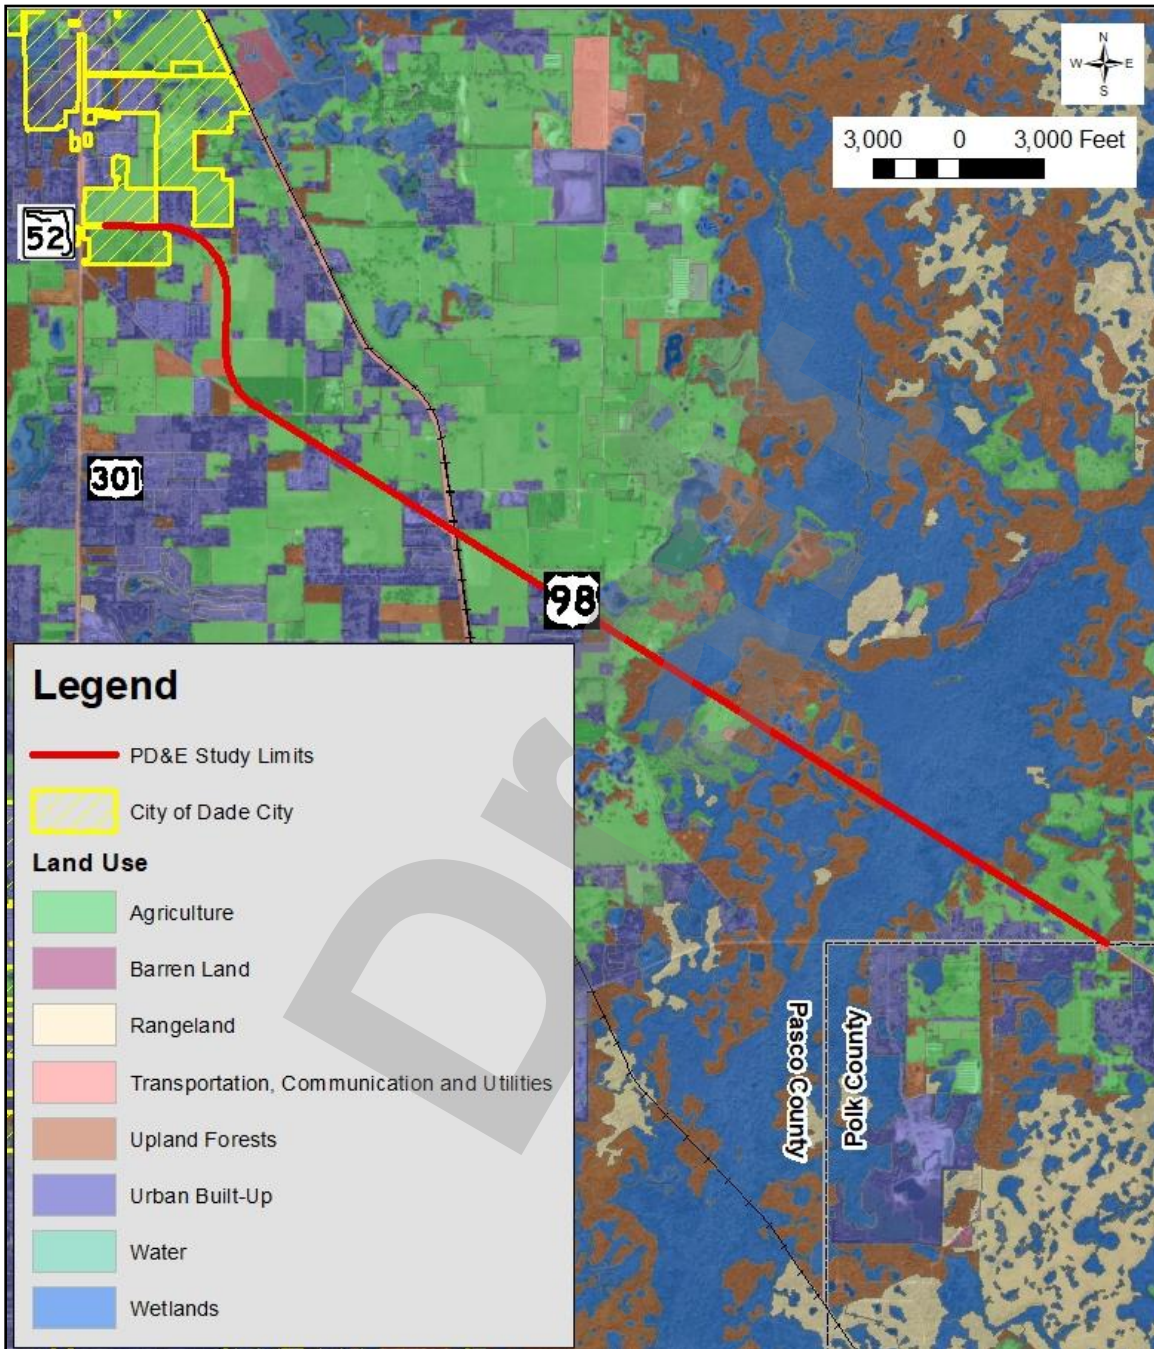 N
W E
S
3,000 0 3,000 Feet
52
301
98
Legend
PD&E Study Limits
City of Dade City
Land Use
Agriculture
Barren Land
Rangeland
Transportation, Communication and Utilities
Upland Forests
Urban Built-Up
Water
Wetlands
Pasco County
Polk County
Draft